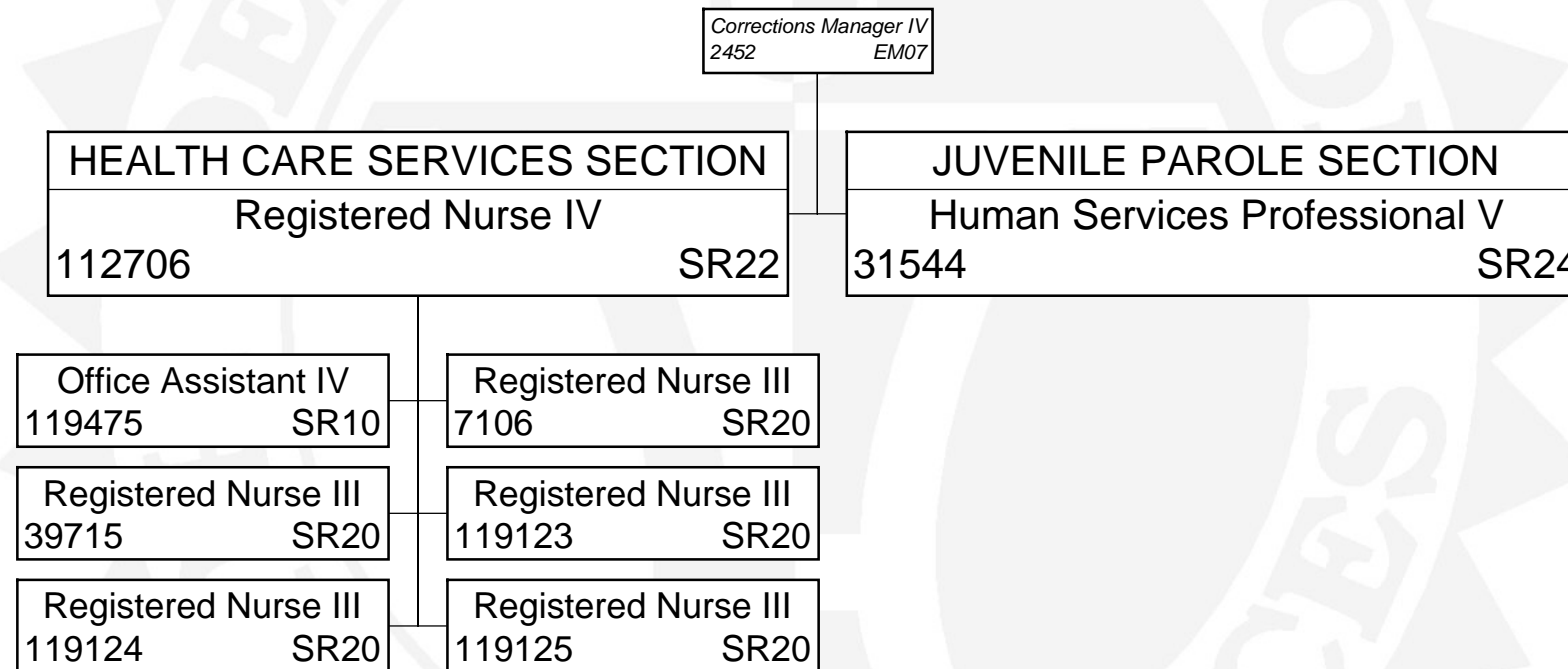 Corrections Manager IV
2452 EM07
HEALTH CARE SERVICES SECTION
Registered Nurse IV
112706 SR22
JUVENILE PAROLE SECTION
Human Services Professional V
31544 SR24
Office Assistant IV
119475 SR10
Registered Nurse III
7106 SR20
Registered Nurse III
39715 SR20
Registered Nurse III
119123 SR20
Registered Nurse III
119124 SR20
Registered Nurse III
119125 SR20